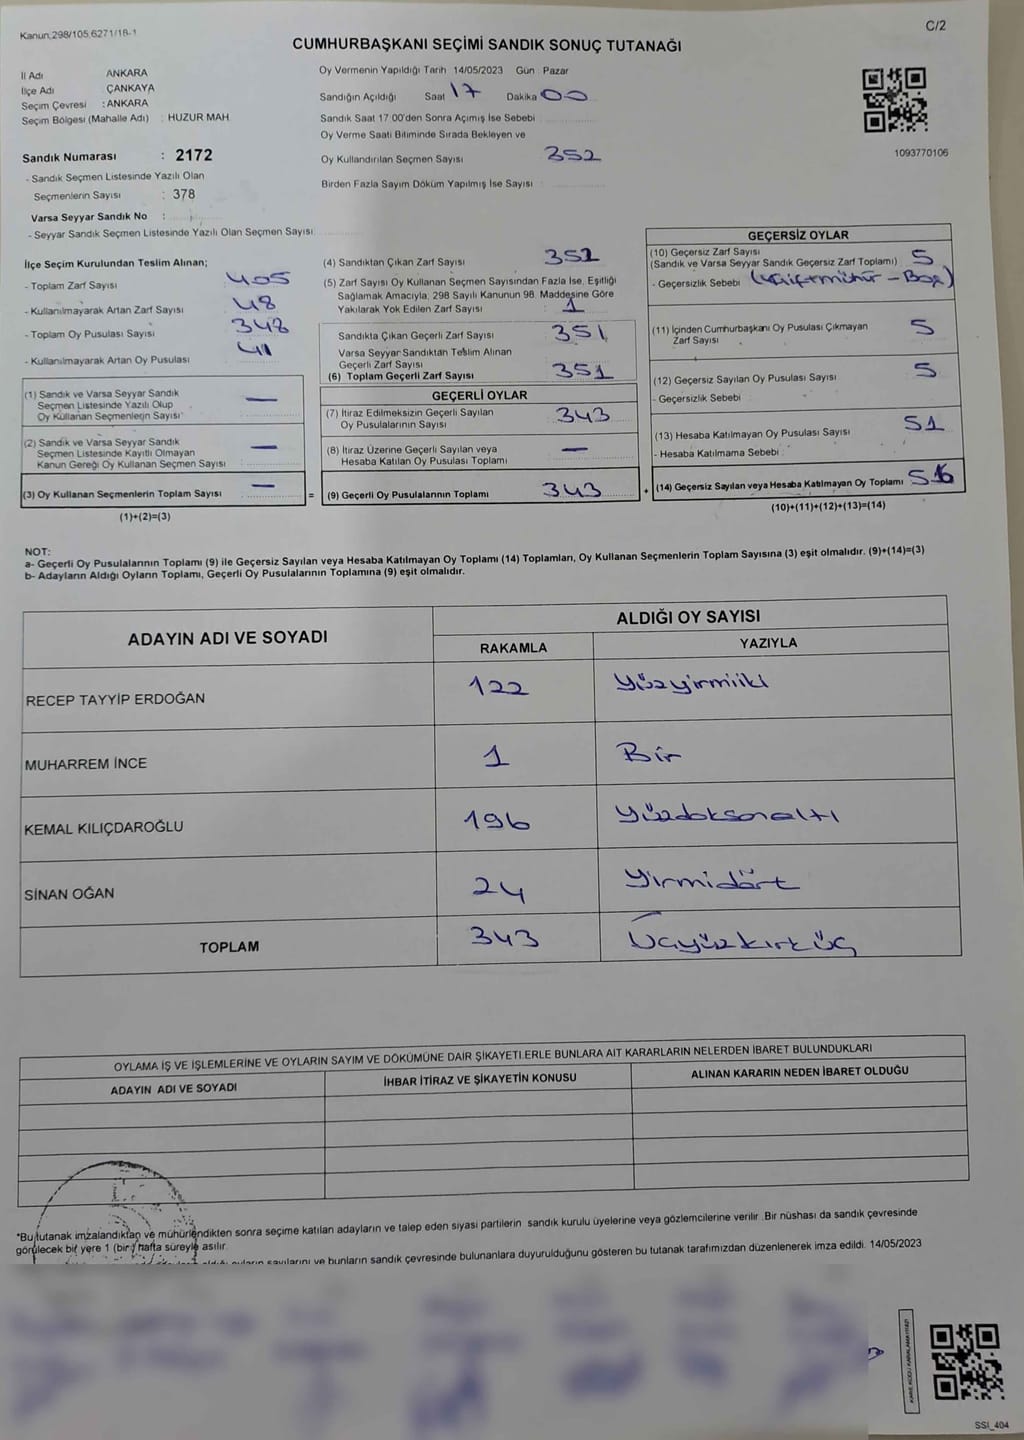 Kanun:298/105,6271/18-1
C/2
CUMHURBAŞKANI SEÇİMİ SANDIK SONUÇ TUTANAĞI
İl Adı ANKARA
İlçe Adı ÇANKAYA
Seçim Çevresi : ANKARA
Seçim Bölgesi (Mahalle Adı) : HUZUR MAH.
Sandık Numarası : 2172
- Sandık Seçmen Listesinde Yazılı Olan
Seçmenlerin Sayısı : 378
Varsa Seyyar Sandık No :
- Seyyar Sandık Seçmen Listesinde Yazılı Olan Seçmen Sayısı:
Oy Vermenin Yapıldığı Tarih 14/05/2023 Gün Pazar
Sandığın Açıldığı Saat 17 Dakika 00
Sandık Saat 17 00'den Sonra Açımış İse Sebebi
Oy Verme Saati Bitiminde Sırada Bekleyen ve
Oy Kullandırılan Seçmen Sayısı 352
Birden Fazla Sayım Döküm Yapılmış İse Sayısı
1093770106
İlçe Seçim Kurulundan Teslim Alınan;
- Toplam Zarf Sayısı 405
- Kullanılmayarak Artan Zarf Sayısı 48
- Toplam Oy Pusulası Sayısı 348
- Kullanılmayarak Artan Oy Pusulası 41
(1) Sandık ve Varsa Seyyar Sandık
Seçmen Listesinde Yazılı Olup
Oy Kullanan Seçmenlerin Sayısı —
(2) Sandık ve Varsa Seyyar Sandık
Seçmen Listesinde Kayıtlı Olmayan
Kanun Gereği Oy Kullanan Seçmen Sayısı —
(3) Oy Kullanan Seçmenlerin Toplam Sayısı —
(1)+(2)=(3)
(4) Sandıktan Çıkan Zarf Sayısı 352
(5) Zarf Sayısı Oy Kullanan Seçmen Sayısından Fazla İse, Eşitliği
Sağlamak Amacıyla, 298 Sayılı Kanunun 98. Maddesine Göre
Yakılarak Yok Edilen Zarf Sayısı : 1
Sandıkta Çıkan Geçerli Zarf Sayısı 351
Varsa Seyyar Sandıktan Teslim Alınan
Geçerli Zarf Sayısı
(6) Toplam Geçerli Zarf Sayısı 351
GEÇERLİ OYLAR
(7) İtiraz Edilmeksizin Geçerli Sayılan
Oy Pusulalarının Sayısı 343
(8) İtiraz Üzerine Geçerli Sayılan veya
Hesaba Katılan Oy Pusulası Toplamı —
= (9) Geçerli Oy Pusulalarının Toplamı 343
GEÇERSİZ OYLAR
(10) Geçersiz Zarf Sayısı
(Sandık ve Varsa Seyyar Sandık Geçersiz Zarf Toplamı) 5
- Geçersizlik Sebebi
(11) İçinden Cumhurbaşkanı Oy Pusulası Çıkmayan
Zarf Sayısı 5
(12) Geçersiz Sayılan Oy Pusulası Sayısı 5
- Geçersizlik Sebebi
(13) Hesaba Katılmayan Oy Pusulası Sayısı 51
- Hesaba Katılmama Sebebi
+ (14) Geçersiz Sayılan veya Hesaba Katılmayan Oy Toplamı
(10)+(11)+(12)+(13)=(14)
NOT:
a- Geçerli Oy Pusulalarının Toplamı (9) ile Geçersiz Sayılan veya Hesaba Katılmayan Oy Toplamı (14) Toplamları, Oy Kullanan Seçmenlerin Toplam Sayısına (3) eşit olmalıdır. (9)+(14)=(3)
b- Adayların Aldığı Oyların Toplamı, Geçerli Oy Pusulalarının Toplamına (9) eşit olmalıdır.
ADAYIN ADI VE SOYADI ALDIĞI OY SAYISI
RAKAMLA YAZIYLA
RECEP TAYYİP ERDOĞAN 122 Yüzyirmiiki
MUHARREM İNCE 1 Bir
KEMAL KILIÇDAROĞLU 196 Yüzdoksanaltı
SİNAN OĞAN 24 Yirmidört
TOPLAM 343 Üçyüzkırküç
OYLAMA İŞ VE İŞLEMLERİNE VE OYLARIN SAYIM VE DÖKÜMÜNE DAİR ŞİKAYETLERLE BUNLARA AİT KARARLARIN NELERDEN İBARET BULUNDUKLARI
ADAYIN ADI VE SOYADI İHBAR İTİRAZ VE ŞİKAYETİN KONUSU ALINAN KARARIN NEDEN İBARET OLDUĞU
*Bu tutanak imzalandıktan ve mühürlendikten sonra seçime katılan adayların ve talep eden siyasi partilerin sandık kurulu üyelerine veya gözlemcilerine verilir. Bir nüshası da sandık çevresinde
görülecek bir yere 1 (bir) hafta süreyle asılır.
sayılarını ve bunların sandık çevresinde bulunanlara duyurulduğunu gösteren bu tutanak tarafımızdan düzenlenerek imza edildi. 14/05/2023
SSI_404